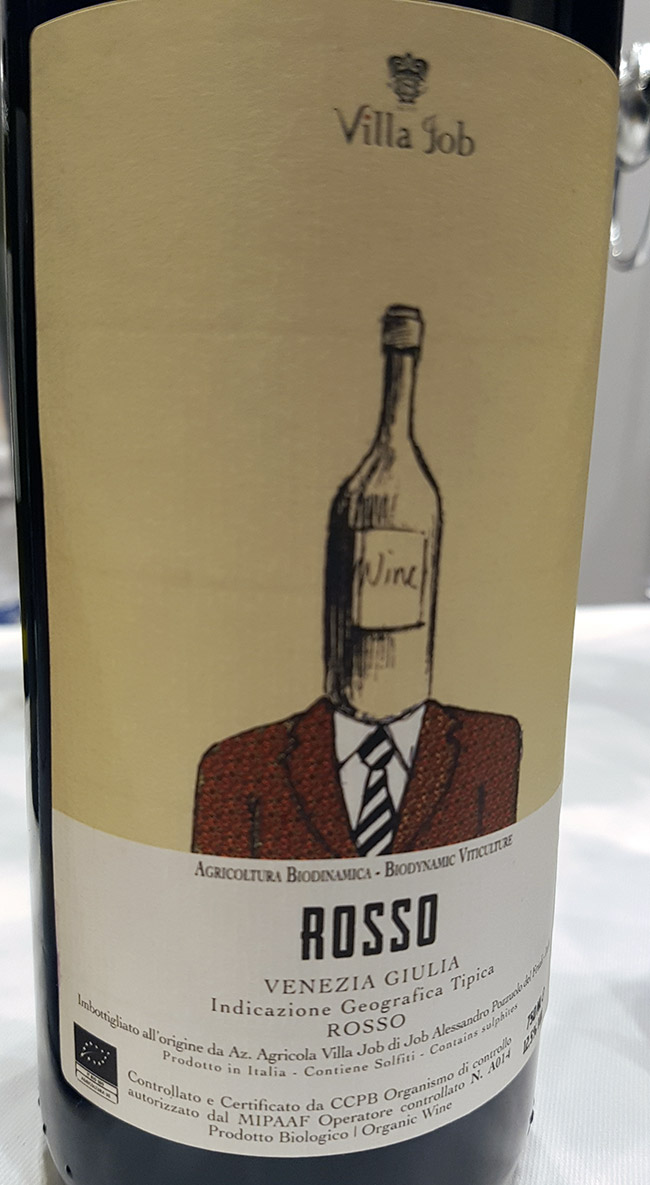 Villa Job
Wine
Agricoltura Biodinamica - Biodynamic Viticulture
ROSSO
VENEZIA GIULIA
Indicazione Geografica Tipica
ROSSO
Imbottigliato all'origine da Az. Agricola Villa Job di Job Alessandro Pozzuolo del
Prodotto in Italia - Contiene Solfiti - Contains sulphites
750 ml
Controllato e Certificato da CCPB Organismo di controllo
autorizzato dal MIPAAF Operatore controllato N. A014
Prodotto Biologico | Organic Wine